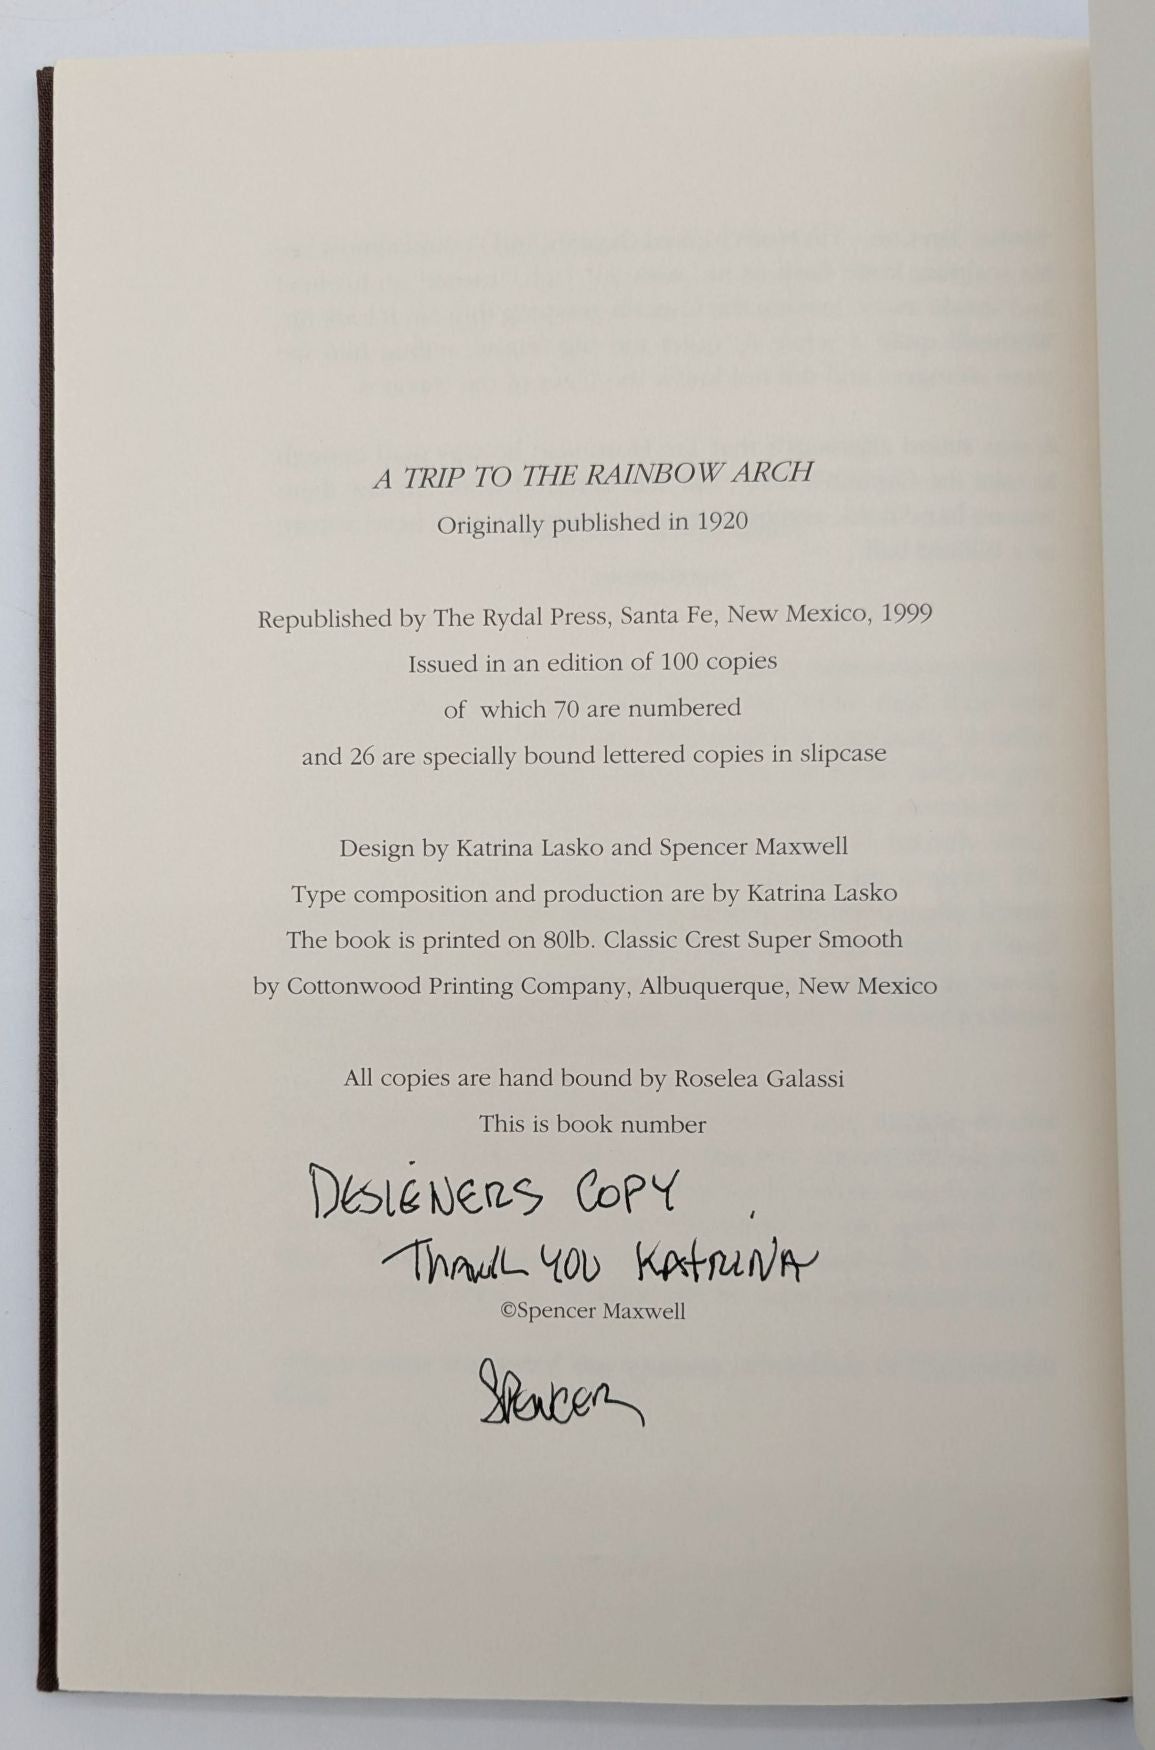 A TRIP TO THE RAINBOW ARCH
Originally published in 1920
Republished by The Rydal Press, Santa Fe, New Mexico, 1999
Issued in an edition of 100 copies
of which 70 are numbered
and 26 are specially bound lettered copies in slipcase
Design by Katrina Lasko and Spencer Maxwell
Type composition and production are by Katrina Lasko
The book is printed on 80lb. Classic Crest Super Smooth
by Cottonwood Printing Company, Albuquerque, New Mexico
All copies are hand bound by Roselea Galassi
This is book number
DESIGNERS COPY
THANK YOU KATRINA
©Spencer Maxwell
SPENCER